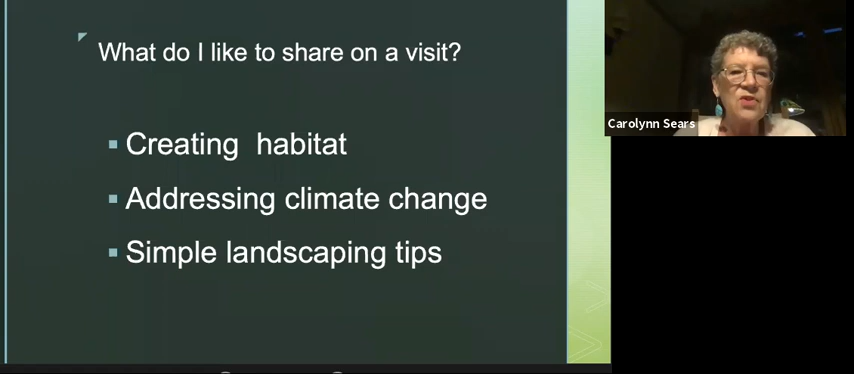 What do I like to share on a visit?
Creating habitat
Addressing climate change
Simple landscaping tips
Carolynn Sears